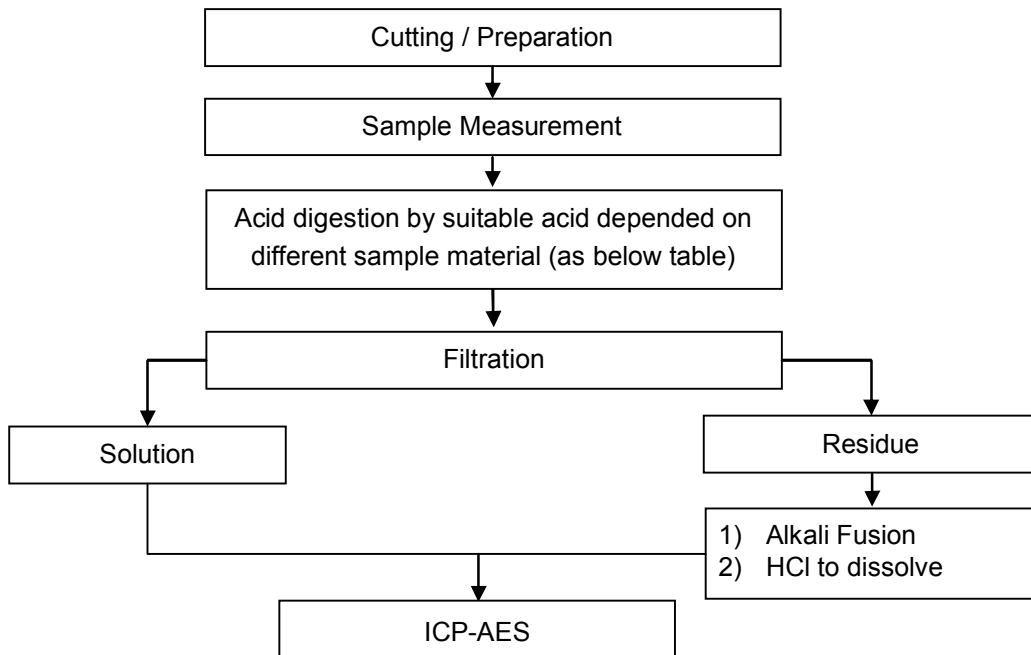 Cutting / Preparation
Sample Measurement
Acid digestion by suitable acid depended on
different sample material (as below table)
Filtration
Solution
Residue
1) Alkali Fusion
2) HCl to dissolve
ICP-AES